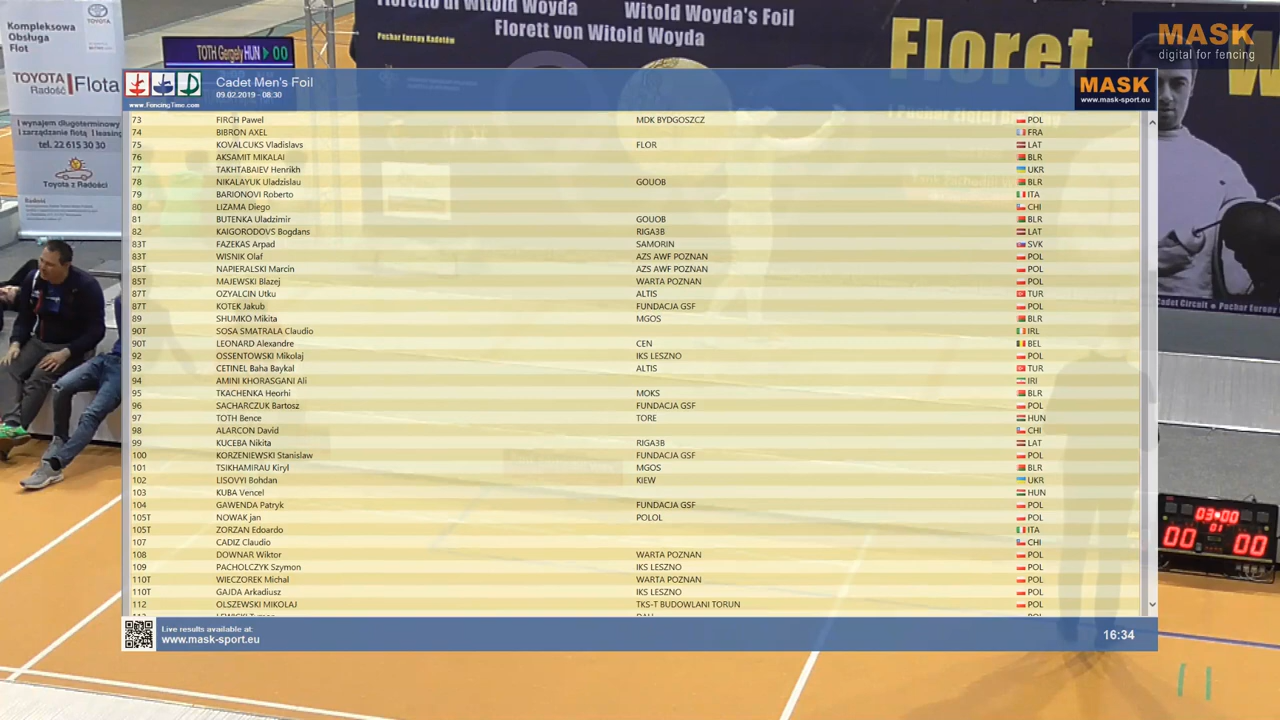 Fioretto di Witold Woyda
Witold Woyda's Foil
Florett von Witold Woyda
Puchar Europy Kadetów
Floret
W
MASK
digital for fencing
Kompleksowa
Obsługa
Flot
TOYOTA
TOYOTA Flota
Radość
i wynajem długoterminowy
i zarządzanie flotą i leasing
tel. 22 615 30 30
Toyota z Radości
Radość
TOTH Gergely HUN 00
Cadet Men's Foil
09.02.2019 - 08:30
www.FencingTime.com
MASK
www.mask-sport.eu
73 FIRCH Pawel MDK BYDGOSZCZ POL
74 BIBRON AXEL FRA
75 KOVALCUKS Vladislavs FLOR LAT
76 AKSAMIT MIKALAI BLR
77 TAKHTABAIEV Henrikh UKR
78 NIKALAYUK Uladzislau GOUOB BLR
79 BARIONOVI Roberto ITA
80 LIZAMA Diego CHI
81 BUTENKA Uladzimir GOUOB BLR
82 KAIGORODOVS Bogdans RIGA3B LAT
83T FAZEKAS Arpad SAMORIN SVK
83T WISNIK Olaf AZS AWF POZNAN POL
85T NAPIERALSKI Marcin AZS AWF POZNAN POL
85T MAJEWSKI Blazej WARTA POZNAN POL
87T OZYALCIN Utku ALTIS TUR
87T KOTEK Jakub FUNDACJA GSF POL
89 SHUMKO Mikita MGOS BLR
90T SOSA SMATRALA Claudio IRL
90T LEONARD Alexandre CEN BEL
92 OSSENTOWSKI Mikolaj IKS LESZNO POL
93 CETINEL Baha Baykal ALTIS TUR
94 AMINI KHORASGANI Ali IRI
95 TKACHENKA Heorhi MOKS BLR
96 SACHARCZUK Bartosz FUNDACJA GSF POL
97 TOTH Bence TORE HUN
98 ALARCON David CHI
99 KUCEBA Nikita RIGA3B LAT
100 KORZENIEWSKI Stanislaw FUNDACJA GSF POL
101 TSIKHAMIRAU Kiryl MGOS BLR
102 LISOVYI Bohdan KIEW UKR
103 KUBA Vencel HUN
104 GAWENDA Patryk FUNDACJA GSF POL
105T NOWAK jan POLOL POL
105T ZORZAN Edoardo ITA
107 CADIZ Claudio CHI
108 DOWNAR Wiktor WARTA POZNAN POL
109 PACHOLCZYK Szymon IKS LESZNO POL
110T WIECZOREK Michal WARTA POZNAN POL
110T GAJDA Arkadiusz IKS LESZNO POL
112 OLSZEWSKI MIKOLAJ TKS-T BUDOWLANI TORUN POL
Cadet Circuit • Puchar Europy
03:00
01
00 00
Live results available at:
www.mask-sport.eu
16:34